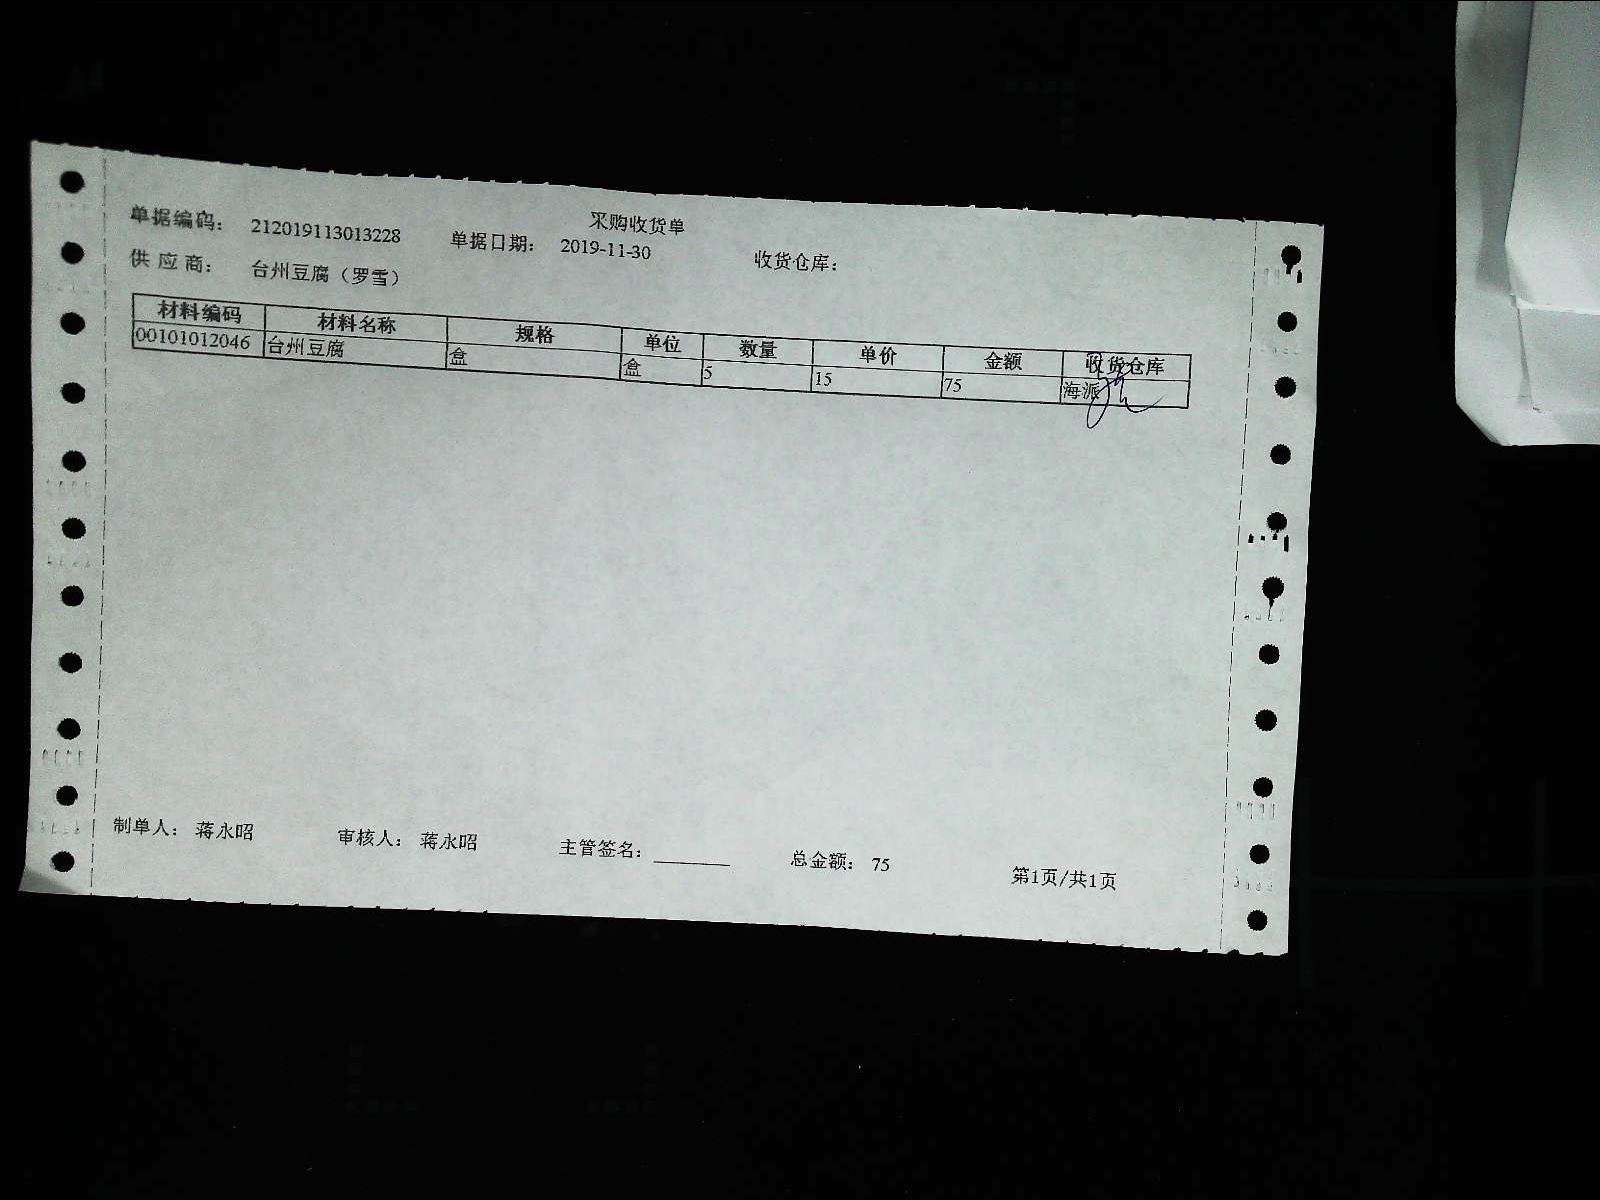 采购收货单
单据编码： 212019113013228 单据日期： 2019-11-30 收货仓库：
供 应 商： 台州豆腐（罗雪）
材料编码 材料名称 规格 单位 数量 单价 金额 收货仓库
00101012046 台州豆腐 盒 盒 5 15 75 海派
制单人： 蒋永昭 审核人： 蒋永昭 主管签名：________ 总金额： 75 第1页/共1页